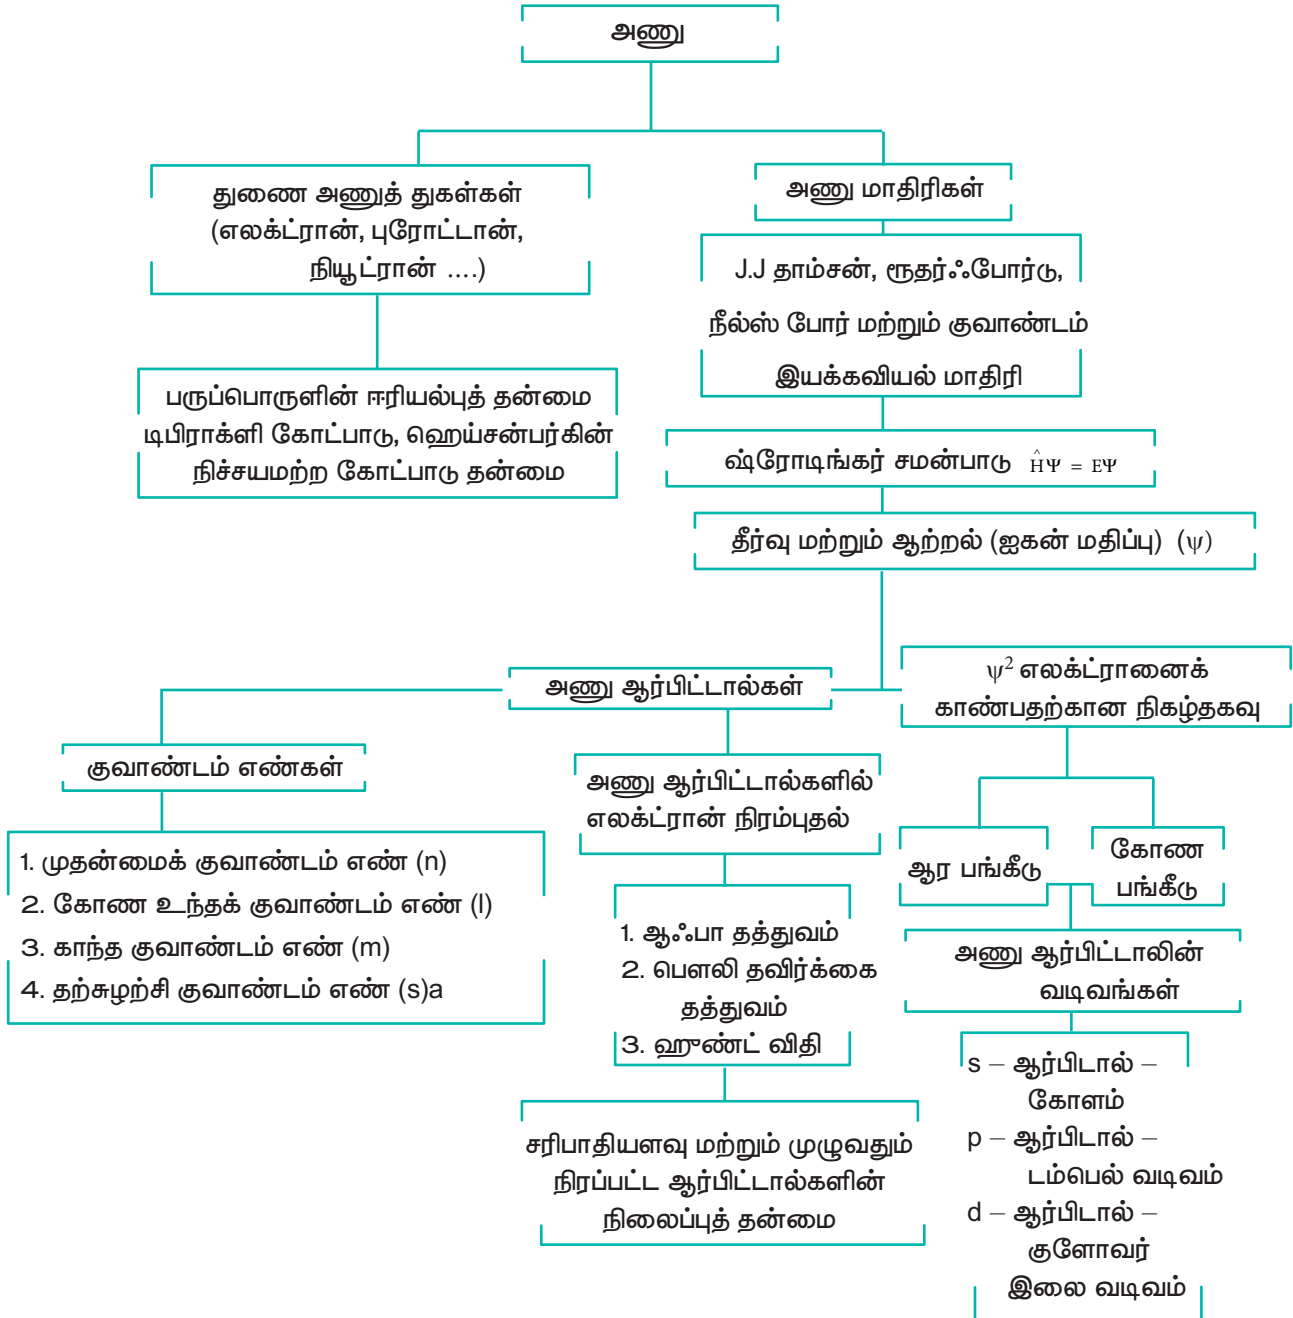 அணு
துணை அணுத் துகள்கள்
(எலக்ட்ரான், புரோட்டான்,
நியூட்ரான் ....)
அணு மாதிரிகள்
J.J தாம்சன், ரூதர்ஃபோர்டு,
நீல்ஸ் போர் மற்றும் குவாண்டம்
இயக்கவியல் மாதிரி
பருப்பொருளின் ஈரியல்புத் தன்மை
டிபிராக்ளி கோட்பாடு, ஹெய்சன்பர்கின்
நிச்சயமற்ற கோட்பாடு தன்மை
ஷ்ரோடிங்கர் சமன்பாடு ĤΨ = EΨ
தீர்வு மற்றும் ஆற்றல் (ஐகன் மதிப்பு) (ψ)
அணு ஆர்பிட்டால்கள்
ψ² எலக்ட்ரானைக்
காண்பதற்கான நிகழ்தகவு
குவாண்டம் எண்கள்
1. முதன்மைக் குவாண்டம் எண் (n)
2. கோண உந்தக் குவாண்டம் எண் (l)
3. காந்த குவாண்டம் எண் (m)
4. தற்சுழற்சி குவாண்டம் எண் (s)a
அணு ஆர்பிட்டால்களில்
எலக்ட்ரான் நிரம்புதல்
1. ஆஃபா தத்துவம்
2. பௌலி தவிர்க்கை
தத்துவம்
3. ஹுண்ட் விதி
சரிபாதியளவு மற்றும் முழுவதும்
நிரப்பட்ட ஆர்பிட்டால்களின்
நிலைப்புத் தன்மை
ஆர பங்கீடு
கோண
பங்கீடு
அணு ஆர்பிட்டாலின்
வடிவங்கள்
s – ஆர்பிடால் –
கோளம்
p – ஆர்பிடால் –
டம்பெல் வடிவம்
d – ஆர்பிடால் –
குளோவர்
இலை வடிவம்